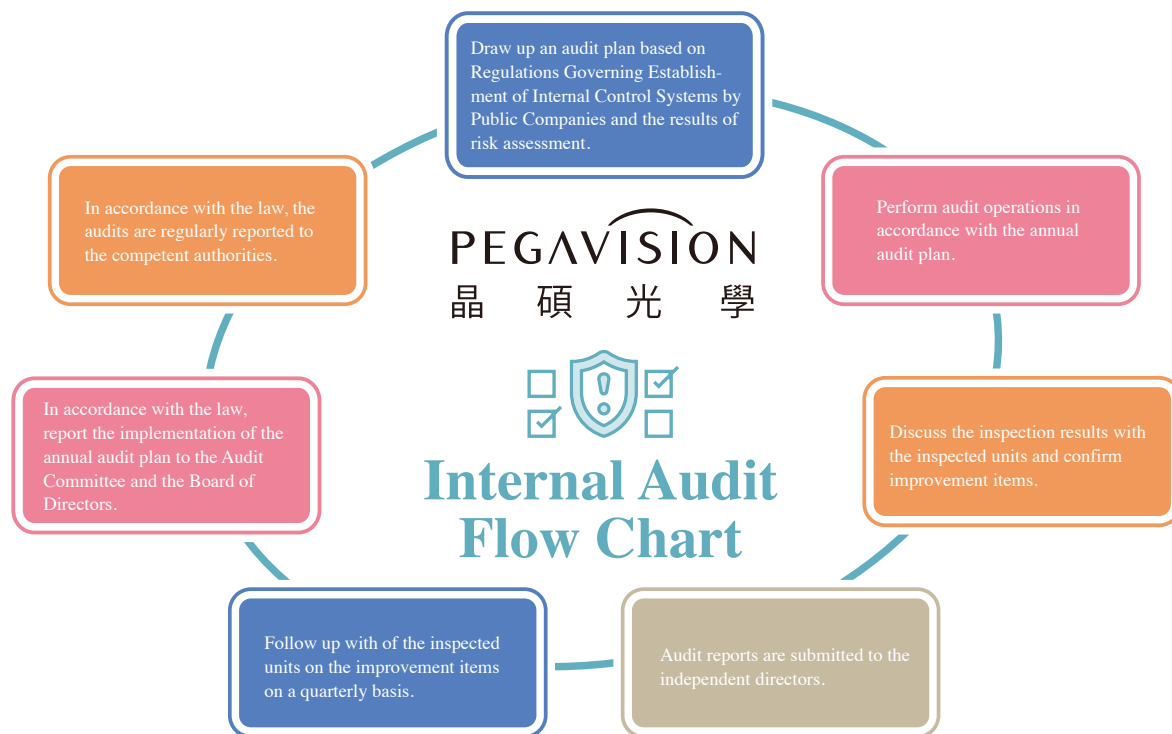 Draw up an audit plan based on
Regulations Governing Establish-
ment of Internal Control Systems by
Public Companies and the results of
risk assessment.
In accordance with the law, the
audits are regularly reported to
the competent authorities.
Perform audit operations in
accordance with the annual
audit plan.
PEGAVISION
晶碩光學
In accordance with the law,
report the implementation of the
annual audit plan to the Audit
Committee and the Board of
Directors.
Discuss the inspection results with
the inspected units and confirm
improvement items.
Internal Audit
Flow Chart
Follow up with of the inspected
units on the improvement items
on a quarterly basis.
Audit reports are submitted to the
independent directors.